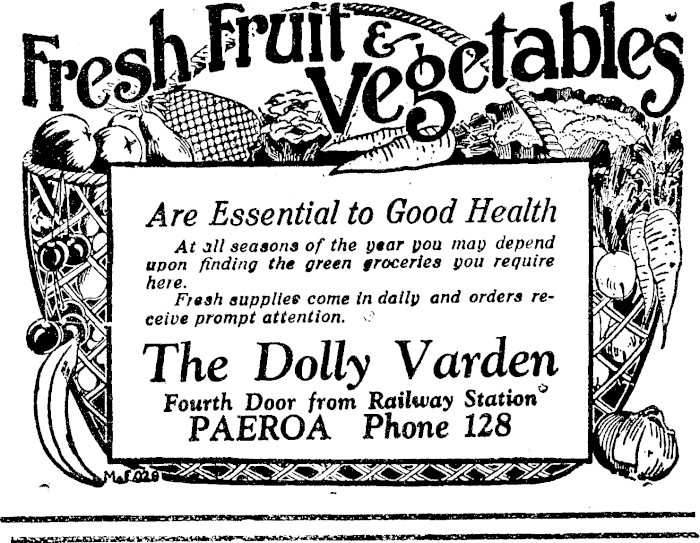 Fresh Fruit &
Vegetables
Are Essential to Good Health
At all seasons of the year you may depend
upon finding the green groceries you require
here.
Fresh supplies come in daily and orders re-
ceive prompt attention.
The Dolly Varden
Fourth Door from Railway Station
PAEROA Phone 128